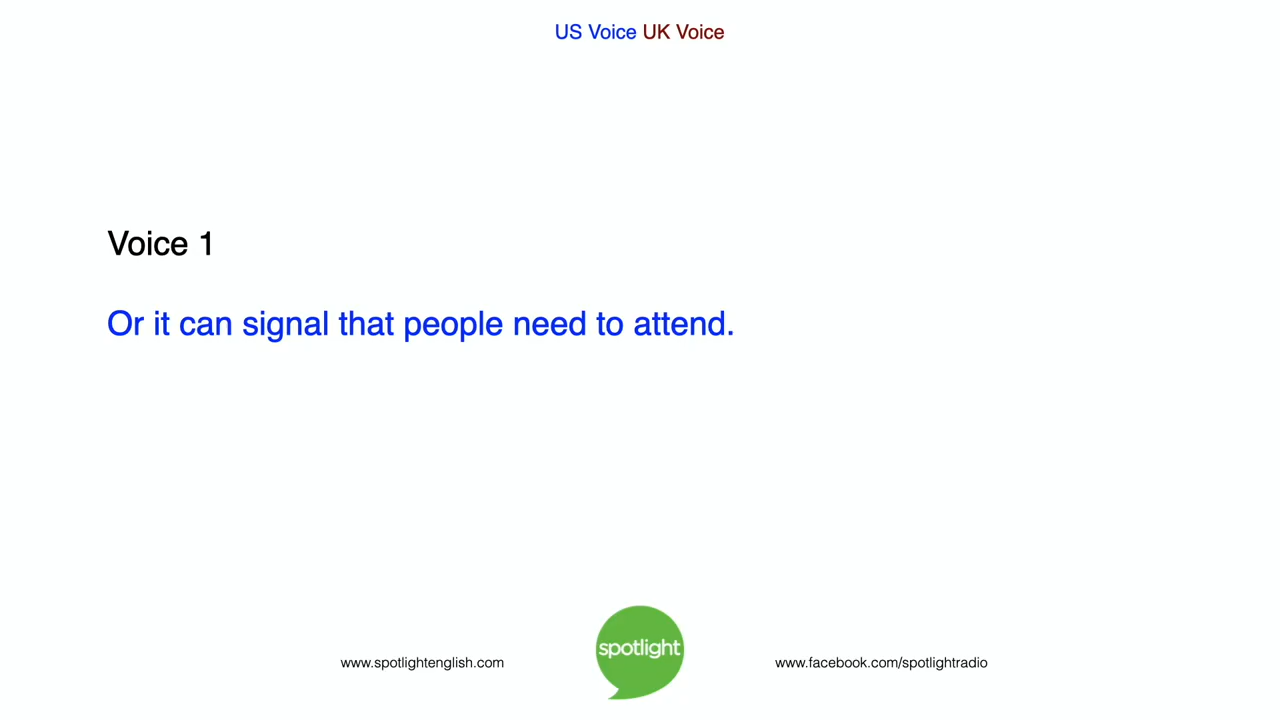 US Voice UK Voice
Voice 1
Or it can signal that people need to attend.
spotlight
www.spotlightenglish.com
www.facebook.com/spotlightradio